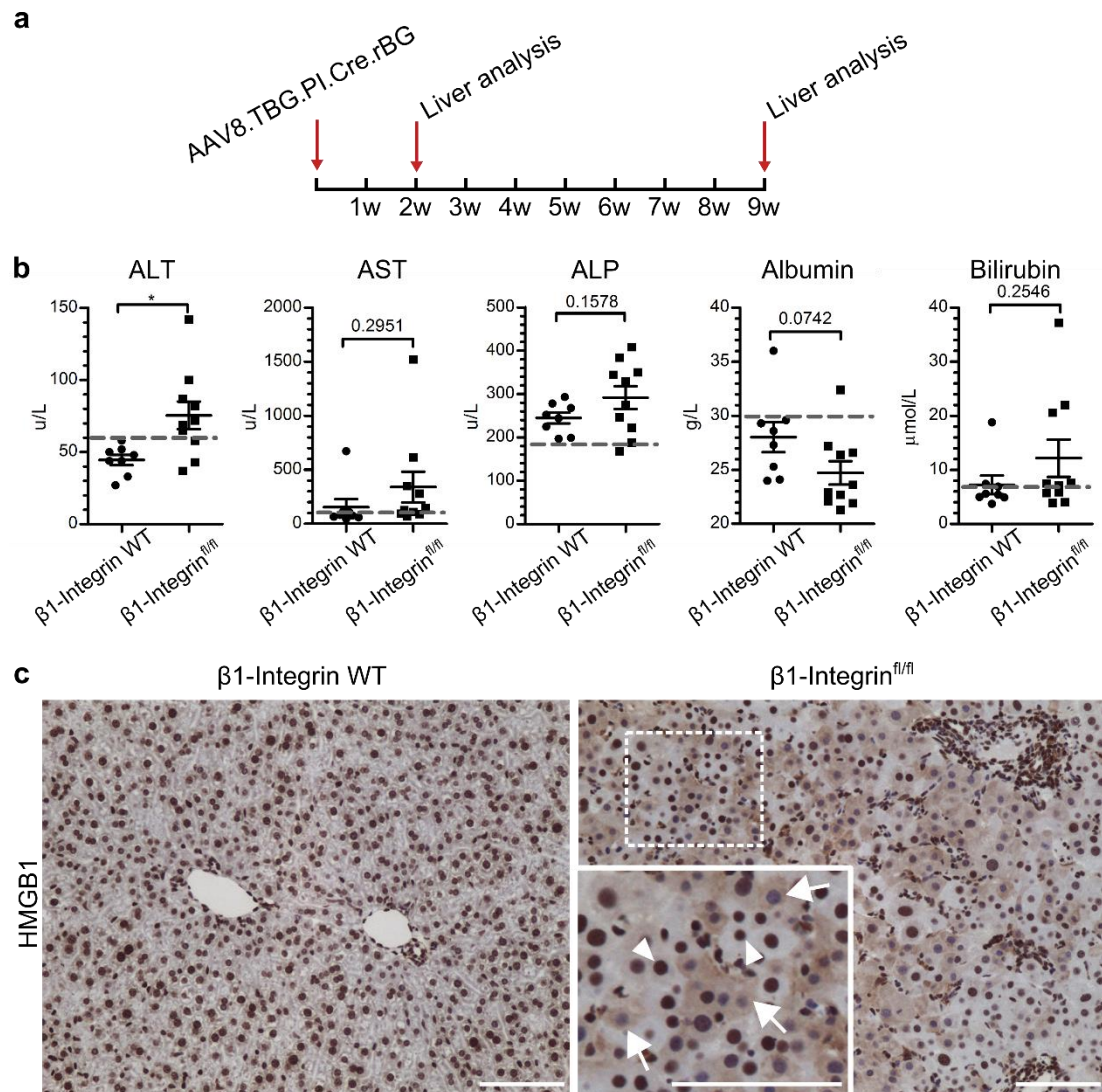 a
AAV8.TBG.PI.Cre.rBG
Liver analysis
Liver analysis
1w 2w 3w 4w 5w 6w 7w 8w 9w
b
ALT
AST
ALP
Albumin
Bilirubin
*
0.2951
0.1578
0.0742
0.2546
u/L
150
100
50
0
β1-Integrin WT
β1-Integrin fl/fl
u/L
2000
1500
1000
500
0
β1-Integrin WT
β1-Integrin fl/fl
u/L
500
400
300
200
100
0
β1-Integrin WT
β1-Integrin fl/fl
g/L
40
35
30
25
20
β1-Integrin WT
β1-Integrin fl/fl
μmol/L
40
30
20
10
0
β1-Integrin WT
β1-Integrin fl/fl
c
β1-Integrin WT
β1-Integrin fl/fl
HMGB1